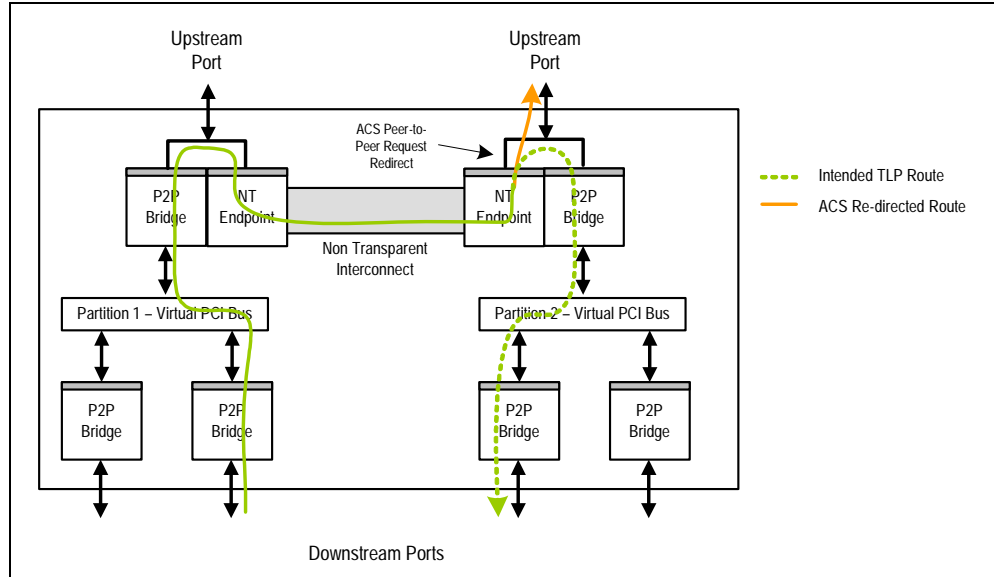 Upstream
Port
Upstream
Port
ACS Peer-to-
Peer Request
Redirect
P2P
Bridge
NT
Endpoint
NT
Endpoint
P2P
Bridge
Intended TLP Route
ACS Re-directed Route
Non Transparent
Interconnect
Partition 1 – Virtual PCI Bus
Partition 2 – Virtual PCI Bus
P2P
Bridge
P2P
Bridge
P2P
Bridge
P2P
Bridge
Downstream Ports